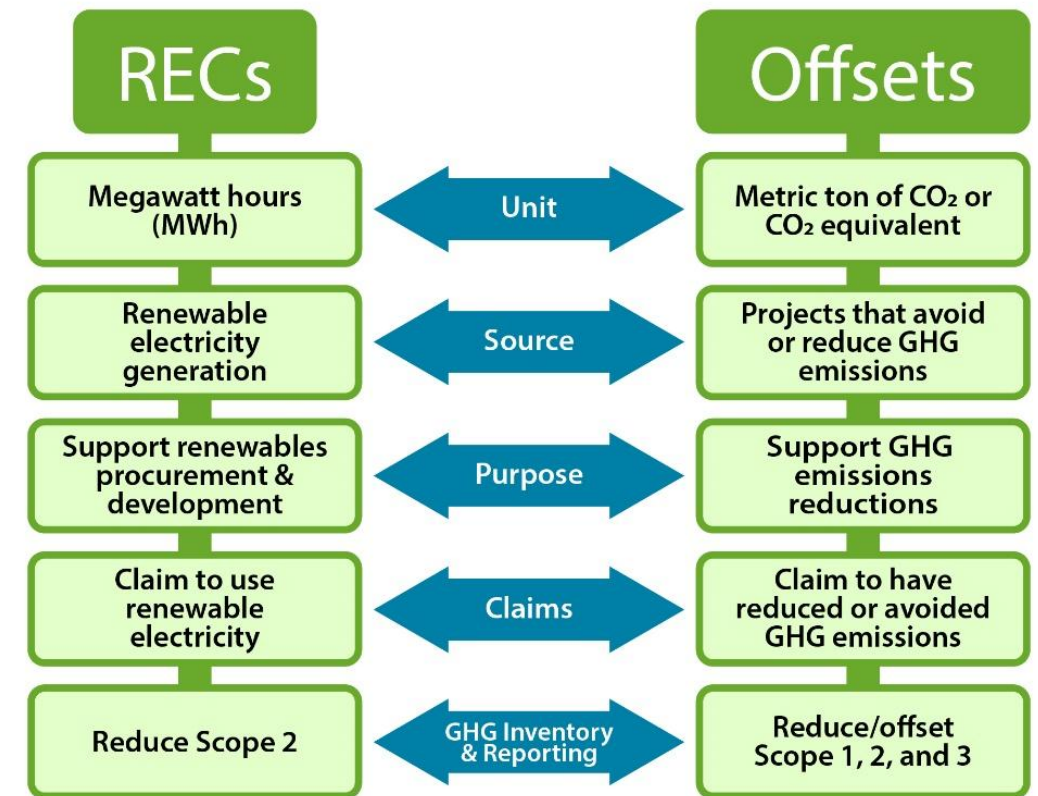 RECs
Offsets
Megawatt hours
(MWh)
Unit
Metric ton of CO₂ or
CO₂ equivalent
Renewable
electricity
generation
Source
Projects that avoid
or reduce GHG
emissions
Support renewables
procurement &
development
Purpose
Support GHG
emissions
reductions
Claim to use
renewable
electricity
Claims
Claim to have
reduced or avoided
GHG emissions
Reduce Scope 2
GHG Inventory
& Reporting
Reduce/offset
Scope 1, 2, and 3